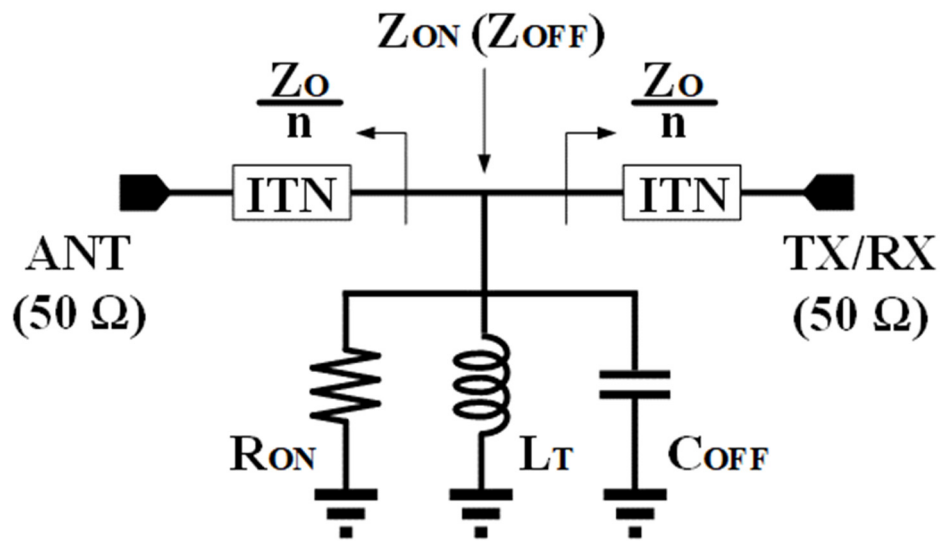 ZON (ZOFF)
ZO
n
ZO
n
ITN
ITN
ANT
(50 Ω)
TX/RX
(50 Ω)
RON
LT
COFF